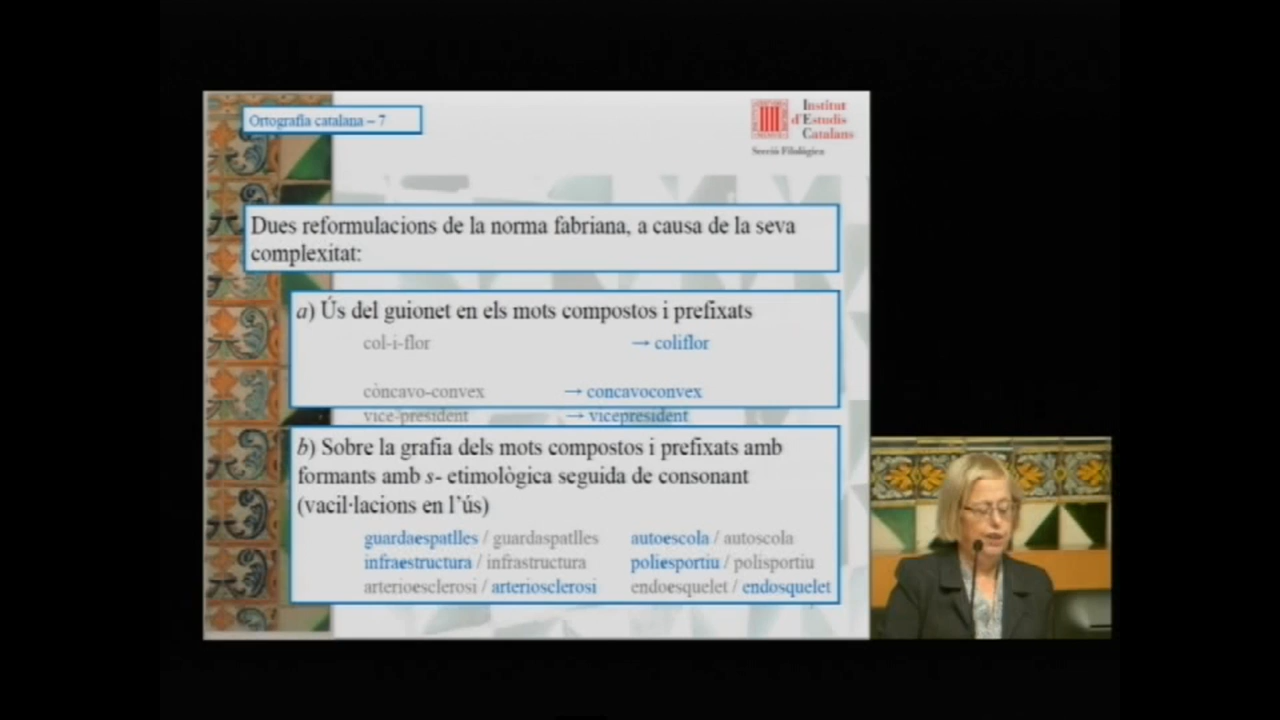 Ortografia catalana – 7
Institut
d'Estudis
Catalans
Secció Filològica
Dues reformulacions de la norma fabriana, a causa de la seva
complexitat:
a) Ús del guionet en els mots compostos i prefixats
col-i-flor → coliflor
còncavo-convex → concavoconvex
vice-president → vicepresident
b) Sobre la grafia dels mots compostos i prefixats amb
formants amb s- etimològica seguida de consonant
(vacil·lacions en l'ús)
guardaespatlles / guardaspatlles autoescola / autoscola
infraestructura / infrastructura poliesportiu / polisportiu
arterioesclerosi / arteriosclerosi endoesquelet / endosquelet